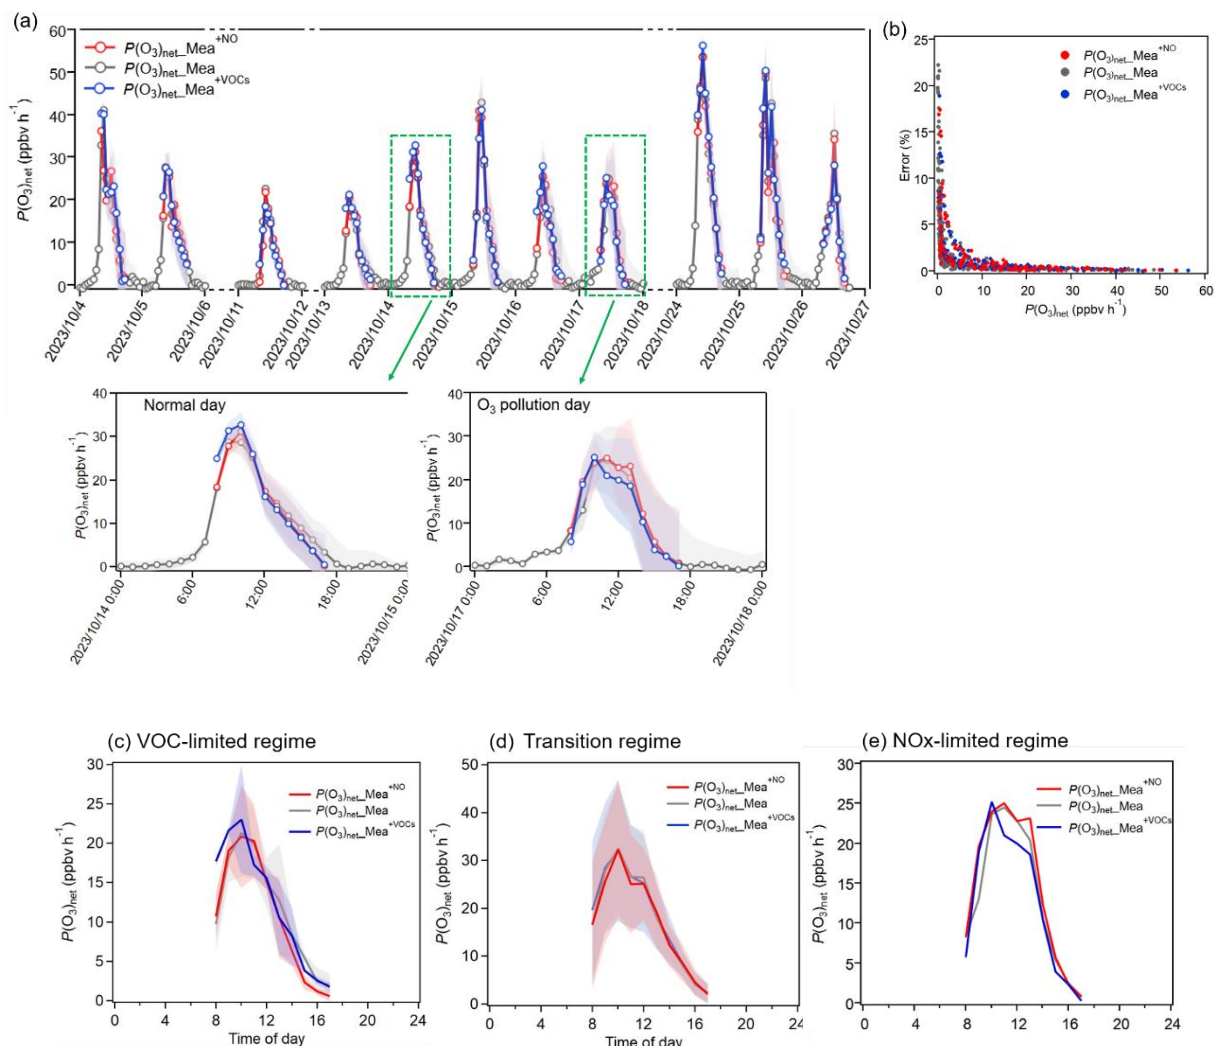 (a)
60
50
40
30
20
10
0
P(O₃)net (ppbv h⁻¹)
P(O₃)net_Mea⁺ᴺᴼ
P(O₃)net_Mea
P(O₃)net_Mea⁺ⱽᴼᶜˢ
2023/10/4
2023/10/5
2023/10/6
2023/10/11
2023/10/12
2023/10/13
2023/10/14
2023/10/15
2023/10/16
2023/10/17
2023/10/18
2023/10/24
2023/10/25
2023/10/26
2023/10/27
(b)
25
20
15
10
5
0
Error (%)
P(O₃)net_Mea⁺ᴺᴼ
P(O₃)net_Mea
P(O₃)net_Mea⁺ⱽᴼᶜˢ
0 10 20 30 40 50 60
P(O₃)net (ppbv h⁻¹)
Normal day
40
30
20
10
0
P(O₃)net (ppbv h⁻¹)
2023/10/14 0:00
6:00
12:00
18:00
2023/10/15 0:00
O₃ pollution day
40
30
20
10
0
P(O₃)net (ppbv h⁻¹)
2023/10/17 0:00
6:00
12:00
18:00
2023/10/18 0:00
(c) VOC-limited regime
30
25
20
15
10
5
0
P(O₃)net (ppbv h⁻¹)
P(O₃)net_Mea⁺ᴺᴼ
P(O₃)net_Mea
P(O₃)net_Mea⁺ⱽᴼᶜˢ
0 4 8 12 16 20 24
Time of day
(d) Transition regime
50
40
30
20
10
0
P(O₃)net (ppbv h⁻¹)
P(O₃)net_Mea⁺ᴺᴼ
P(O₃)net_Mea
P(O₃)net_Mea⁺ⱽᴼᶜˢ
0 4 8 12 16 20 24
Time of day
(e) NOx-limited regime
30
25
20
15
10
5
0
P(O₃)net (ppbv h⁻¹)
P(O₃)net_Mea⁺ᴺᴼ
P(O₃)net_Mea
P(O₃)net_Mea⁺ⱽᴼᶜˢ
0 4 8 12 16 20 24
Time of day